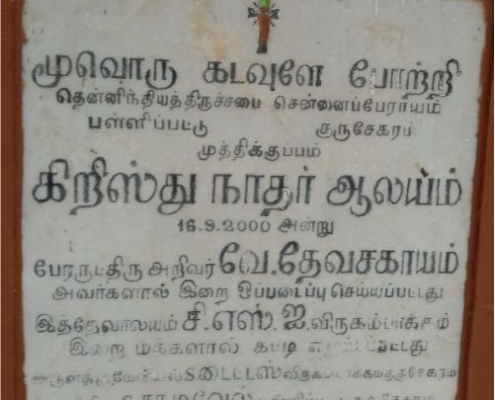 மூவொரு கடவுளே போற்றி
தென்னிந்தியத்திருச்சபை சென்னைப்பேராயம்
பள்ளிப்பட்டு குருசேகரம்
முத்திக்குப்பம்
கிறிஸ்து நாதர் ஆலயம்
16.9.2000 அன்று
பேரருட்திரு அறிவர் வே.தேவசகாயம்
அவர்களால் இறை ஒப்படைப்பு செய்யப்பட்டது
இத்தேவாலயம் சி.எஸ்.ஐ.விருகம்பாக்கம்
இறை மக்களால் கட்டி